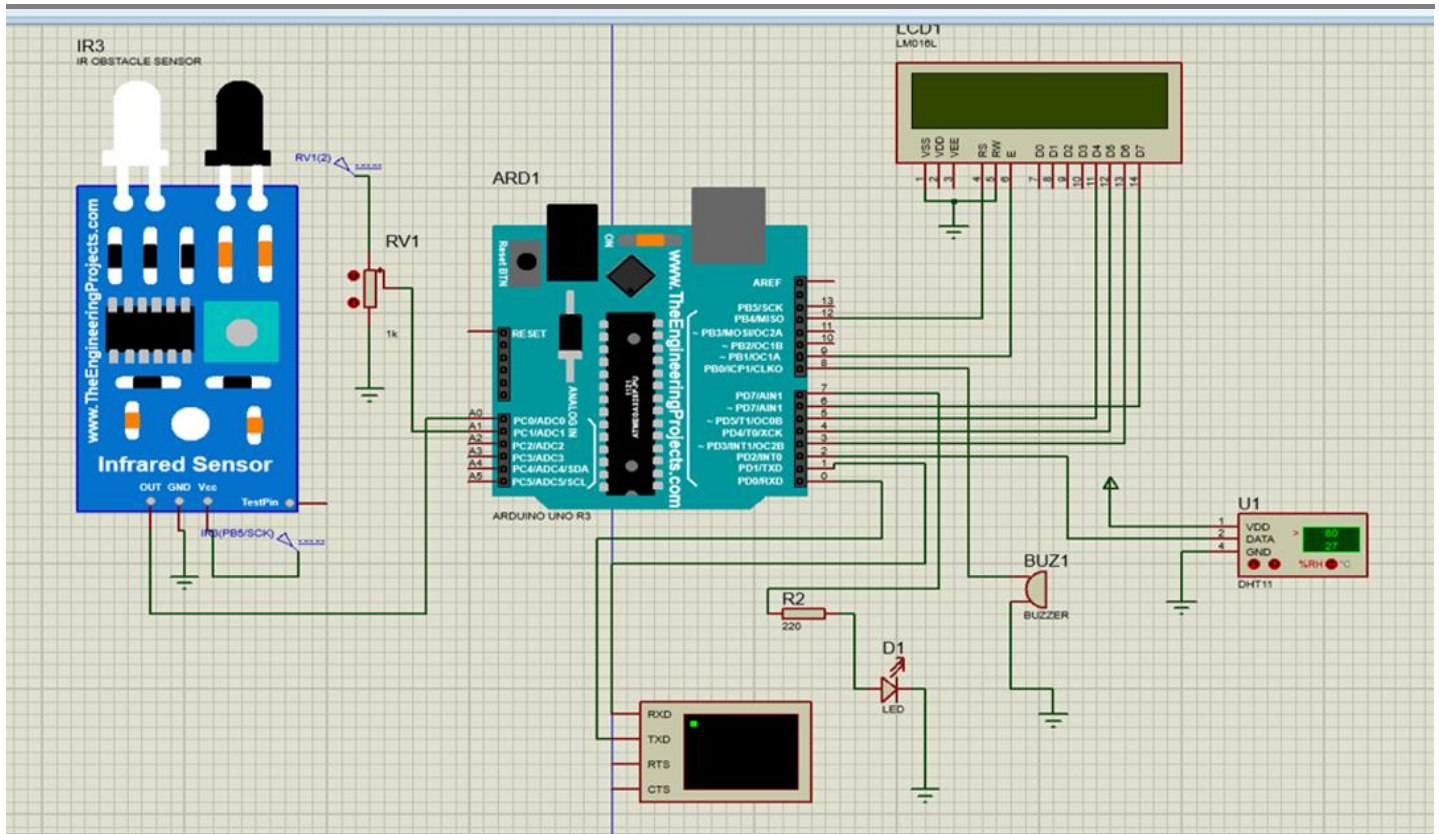 IR3
IR OBSTACLE SENSOR
RV1(2)
www.TheEngineeringProjects.com
Infrared Sensor
OUT GND Vcc
TestPin
IR3(PB5/SCK)
RV1
1k
ARD1
Reset BTN
ON
www.TheEngineeringProjects.com
RESET
ANALOG IN
ATMEGA328P-PU
1121
A0 PC0/ADC0
A1 PC1/ADC1
A2 PC2/ADC2
A3 PC3/ADC3
A4 PC4/ADC4/SDA
A5 PC5/ADC5/SCL
AREF
PB5/SCK 13
PB4/MISO 12
~ PB3/MOSI/OC2A 11
~ PB2/OC1B 10
~ PB1/OC1A 9
PB0/ICP1/CLKO 8
PD7/AIN1 7
~ PD7/AIN1 6
~ PD5/T1/OC0B 5
PD4/T0/XCK 4
~ PD3/INT1/OC2B 3
PD2/INT0 2
PD1/TXD 1
PD0/RXD 0
ARDUINO UNO R3
LCD1
LM016L
VSS VDD VEE RS RW E D0 D1 D2 D3 D4 D5 D6 D7
1 2 3 4 5 6 7 8 9 10 11 12 13 14
U1
1 VDD
2 DATA
4 GND
>
80
27
%RH °C
DHT11
BUZ1
BUZZER
R2
220
D1
LED
RXD
TXD
RTS
CTS